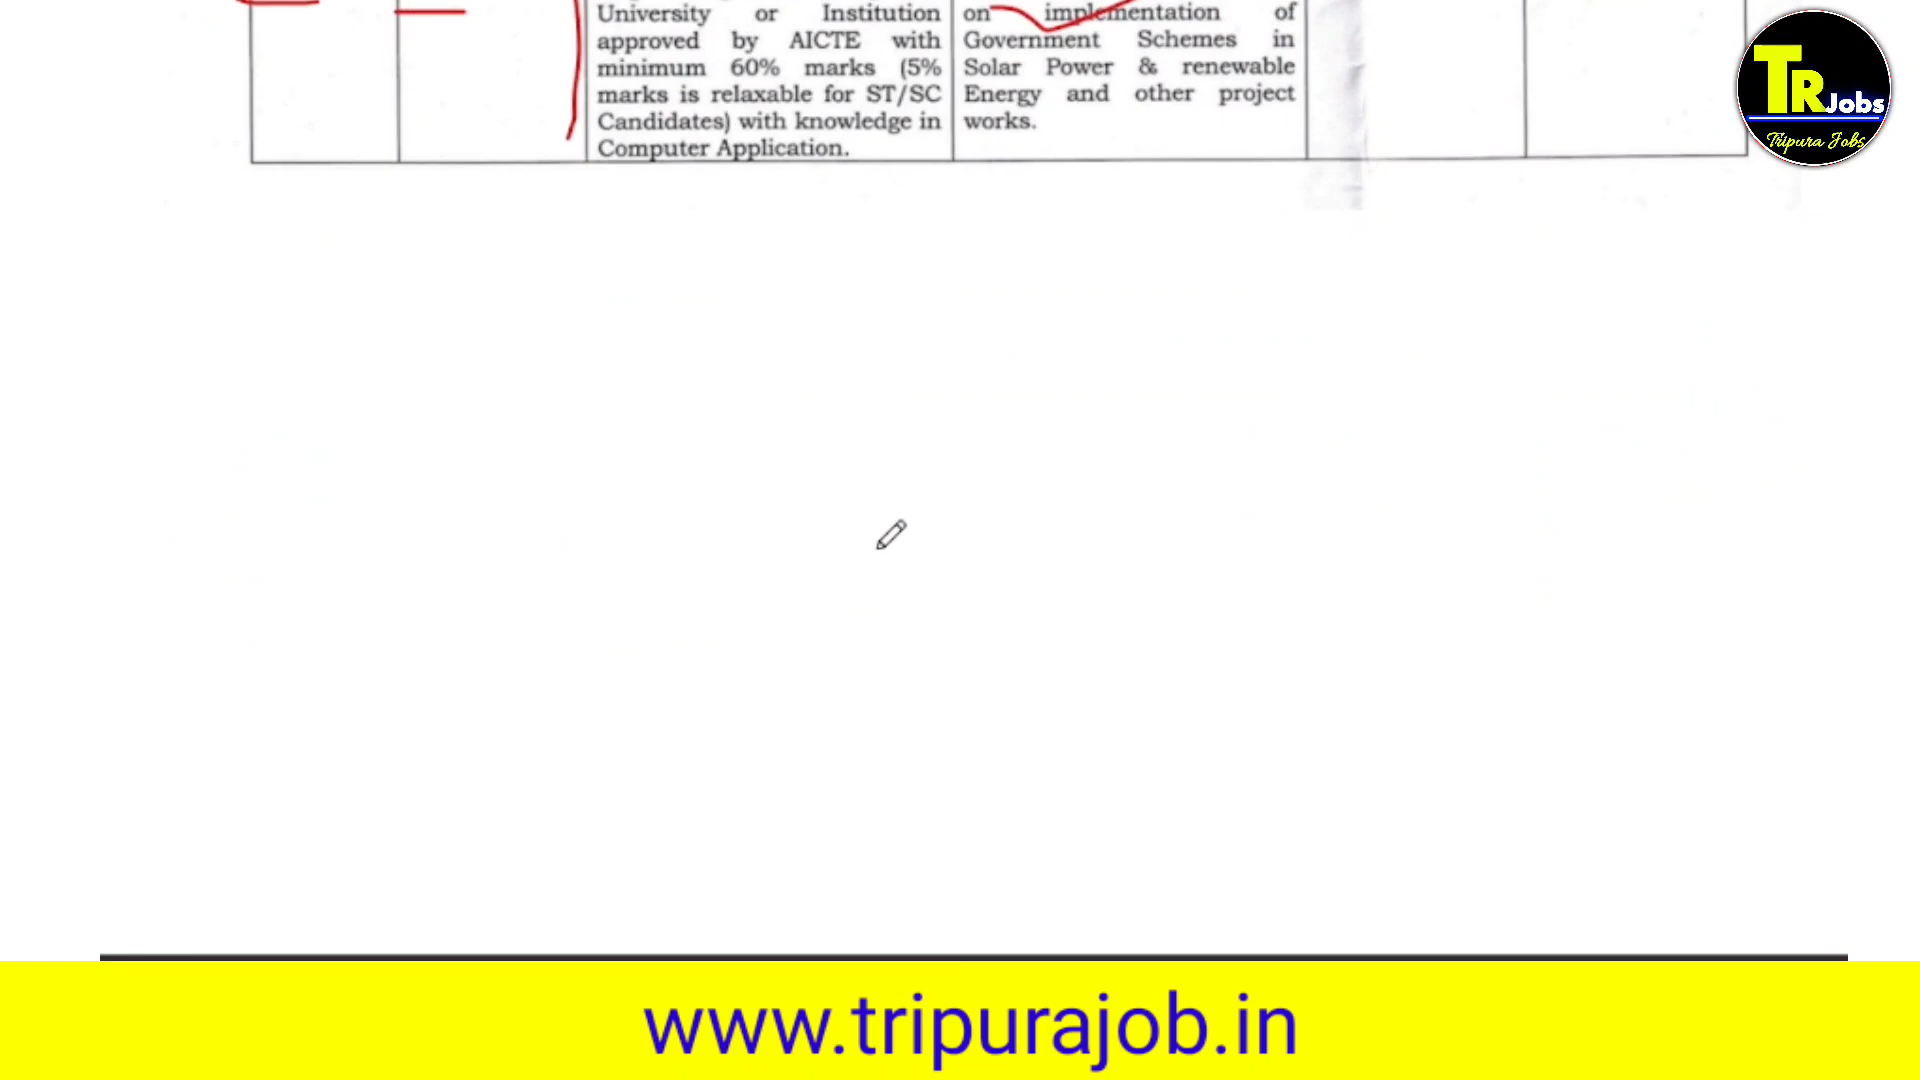 University or Institution
approved by AICTE with
minimum 60% marks (5%
marks is relaxable for ST/SC
Candidates) with knowledge in
Computer Application.
on implementation of
Government Schemes in
Solar Power & renewable
Energy and other project
works.
TR Jobs
Tripura Jobs
www.tripurajob.in